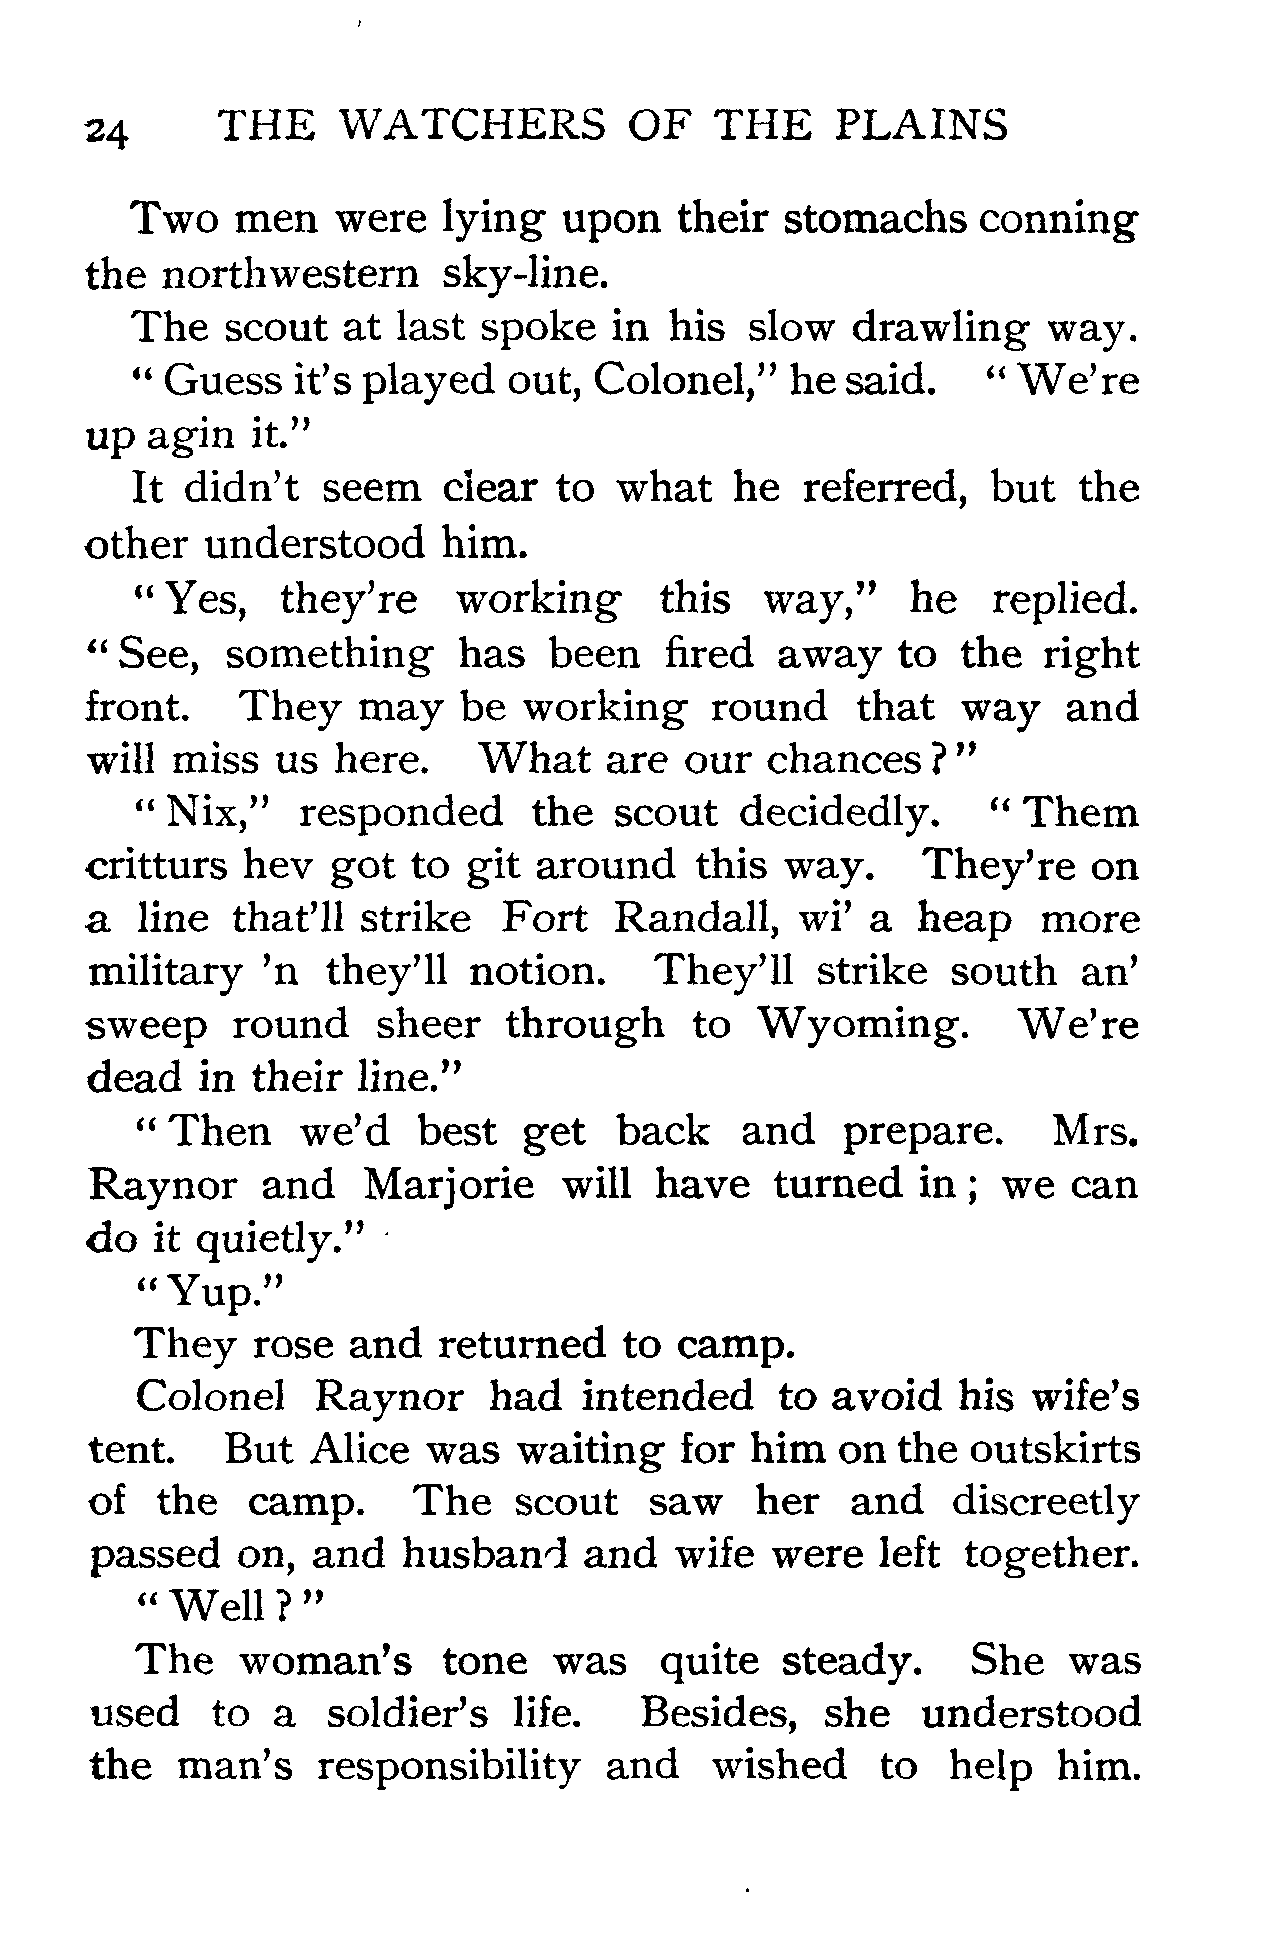 24 THE WATCHERS OF THE PLAINS
Two men were lying upon their stomachs conning
the northwestern sky-line.
The scout at last spoke in his slow drawling way.
“ Guess it’s played out, Colonel,” he said. “ We’re
up agin it.”
It didn’t seem clear to what he referred, but the
other understood him.
“ Yes, they’re working this way,” he replied.
“ See, something has been fired away to the right
front. They may be working round that way and
will miss us here. What are our chances ? ”
“ Nix,” responded the scout decidedly. “ Them
critturs hev got to git around this way. They’re on
a line that’ll strike Fort Randall, wi’ a heap more
military ’n they’ll notion. They’ll strike south an’
sweep round sheer through to Wyoming. We’re
dead in their line.”
“ Then we’d best get back and prepare. Mrs.
Raynor and Marjorie will have turned in ; we can
do it quietly.”
“ Yup.”
They rose and returned to camp.
Colonel Raynor had intended to avoid his wife’s
tent. But Alice was waiting for him on the outskirts
of the camp. The scout saw her and discreetly
passed on, and husband and wife were left together.
“ Well ? ”
The woman’s tone was quite steady. She was
used to a soldier’s life. Besides, she understood
the man’s responsibility and wished to help him.